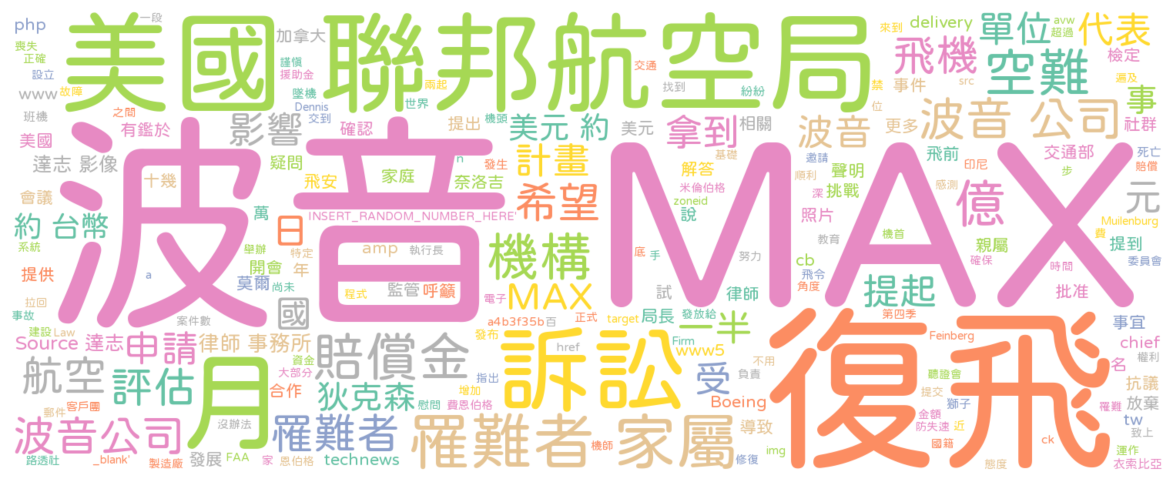 美國 聯邦航空局
波音 MAX
復飛
訴訟
月
罹難者 家屬
賠償金
罹難者
波音公司
波音 公司
機構
希望
億
空難
飛機
單位
代表
事
元
提起
一半
受
拿到
波音
影響
美元 約
計畫
日
國
MAX
航空
評估
申請
約 台幣
律師 事務所
狄克森
php
一段
喪失
正確
設立
謹慎
援助金
加拿大
墜機
兩起
故障
www
班機
之間
Dennis
交到
機頭
世界
交通
找到
紛紛
delivery
來到
avw
超過
檢定
禁
位
事件
src
遍及
美國
有鑑於
確認
提出
美元
相關
更多
社群
達志 影像
疑問
n
發生
基礎
解答
邀請
飛前
印尼
交通部
死亡
賠償
飛安
家庭
奈洛吉
米倫伯格
順利
聲明
步
十幾
zoneid
深
挑戰
感測
會議
INSERT_RANDOM_NUMBER_HERE'
說
照片
Muilenburg
費
系統
舉辦
特定
amp
執行長
底
手
努力
教育
機首
親屬
提到
a
開會
cb
飛令
確保
時間
委員會
提供
莫爾
尚未
年
監管
呼籲
試
律師
角度
批准
拉回
程式
電子
事故
案件數
a4b3f35b
百
正式
局長
發放給
第四季
建設
Law
發布
target
Firm
www5
Feinberg
事宜
Source 達志
資金
大部分
href
不用
chief
合作
指出
負責
聽證會
名
權利
增加
Boeing
提交
抗議
郵件
客戶團
沒辦法
慰問
費恩伯格
獅子
放棄
金額
近
防失速
tw
罹難
導致
致上
路透社
_blank'
製造廠
發展
FAA
家
恩伯格
technews
機師
修復
img
態度
國籍
ck
運作
衣索比亞